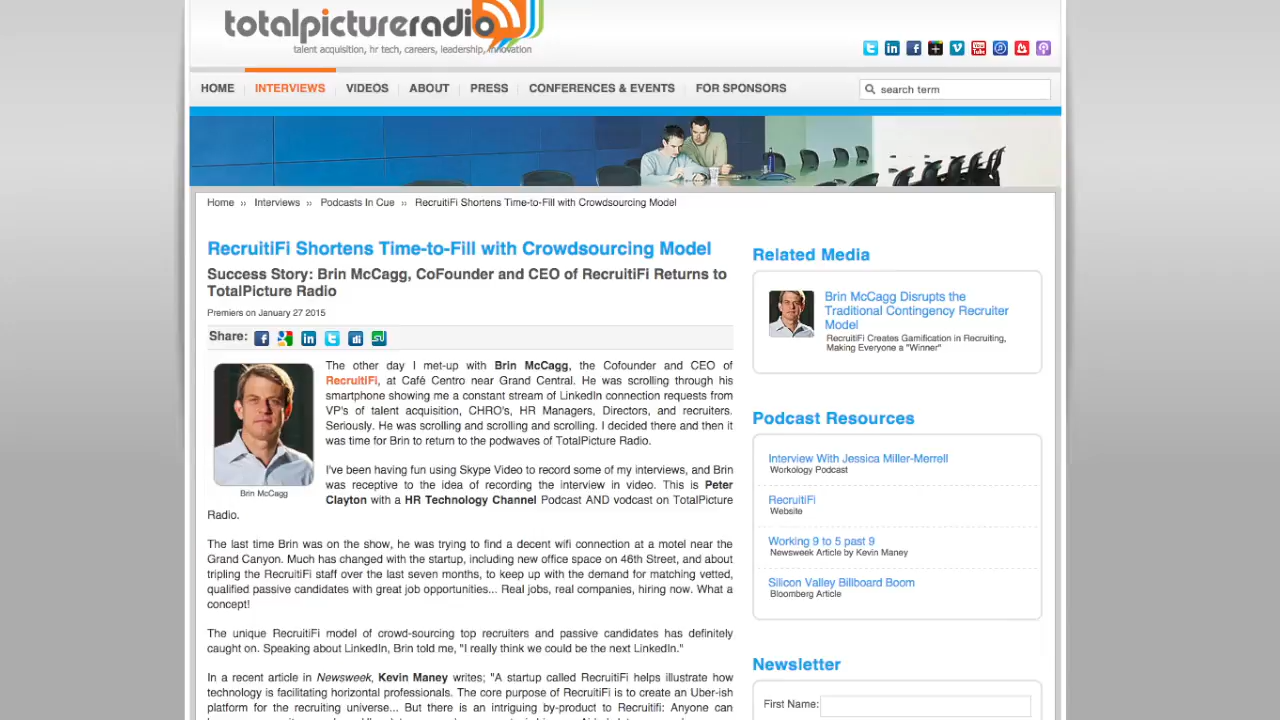 totalpictureradio
talent acquisition, hr tech, careers, leadership, innovation
HOME INTERVIEWS VIDEOS ABOUT PRESS CONFERENCES & EVENTS FOR SPONSORS search term
Home ›› Interviews ›› Podcasts In Cue ›› RecruitiFi Shortens Time-to-Fill with Crowdsourcing Model
RecruitiFi Shortens Time-to-Fill with Crowdsourcing Model
Success Story: Brin McCagg, CoFounder and CEO of RecruitiFi Returns to
TotalPicture Radio
Premiers on January 27 2015
Share:
The other day I met-up with Brin McCagg, the Cofounder and CEO of
RecruitiFi, at Café Centro near Grand Central. He was scrolling through his
smartphone showing me a constant stream of LinkedIn connection requests from
VP's of talent acquisition, CHRO's, HR Managers, Directors, and recruiters.
Seriously. He was scrolling and scrolling and scrolling. I decided there and then it
was time for Brin to return to the podwaves of TotalPicture Radio.
Brin McCagg
I've been having fun using Skype Video to record some of my interviews, and Brin
was receptive to the idea of recording the interview in video. This is Peter
Clayton with a HR Technology Channel Podcast AND vodcast on TotalPicture
Radio.
The last time Brin was on the show, he was trying to find a decent wifi connection at a motel near the
Grand Canyon. Much has changed with the startup, including new office space on 46th Street, and about
tripling the RecruitiFi staff over the last seven months, to keep up with the demand for matching vetted,
qualified passive candidates with great job opportunities... Real jobs, real companies, hiring now. What a
concept!
The unique RecruitiFi model of crowd-sourcing top recruiters and passive candidates has definitely
caught on. Speaking about LinkedIn, Brin told me, "I really think we could be the next LinkedIn."
In a recent article in Newsweek, Kevin Maney writes; "A startup called RecruitiFi helps illustrate how
technology is facilitating horizontal professionals. The core purpose of RecruitiFi is to create an Uber-ish
platform for the recruiting universe... But there is an intriguing by-product to Recruitifi: Anyone can
Related Media
Brin McCagg Disrupts the
Traditional Contingency Recruiter
Model
RecruitiFi Creates Gamification in Recruiting,
Making Everyone a "Winner"
Podcast Resources
Interview With Jessica Miller-Merrell
Workology Podcast
RecruitiFi
Website
Working 9 to 5 past 9
Newsweek Article by Kevin Maney
Silicon Valley Billboard Boom
Bloomberg Article
Newsletter
First Name: